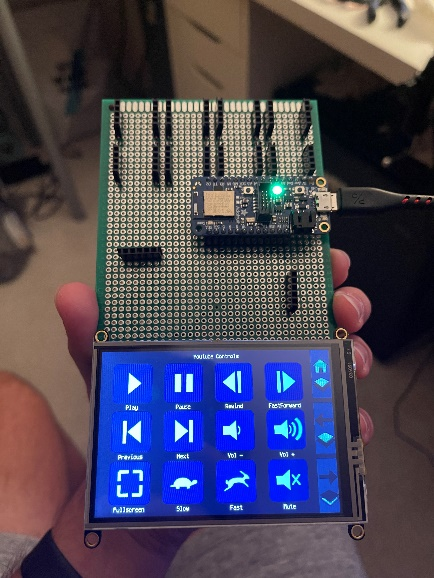 Youtube Controls
Play Pause Rewind FastForward
Previous Next Vol - Vol +
Fullscreen Slow Fast Mute